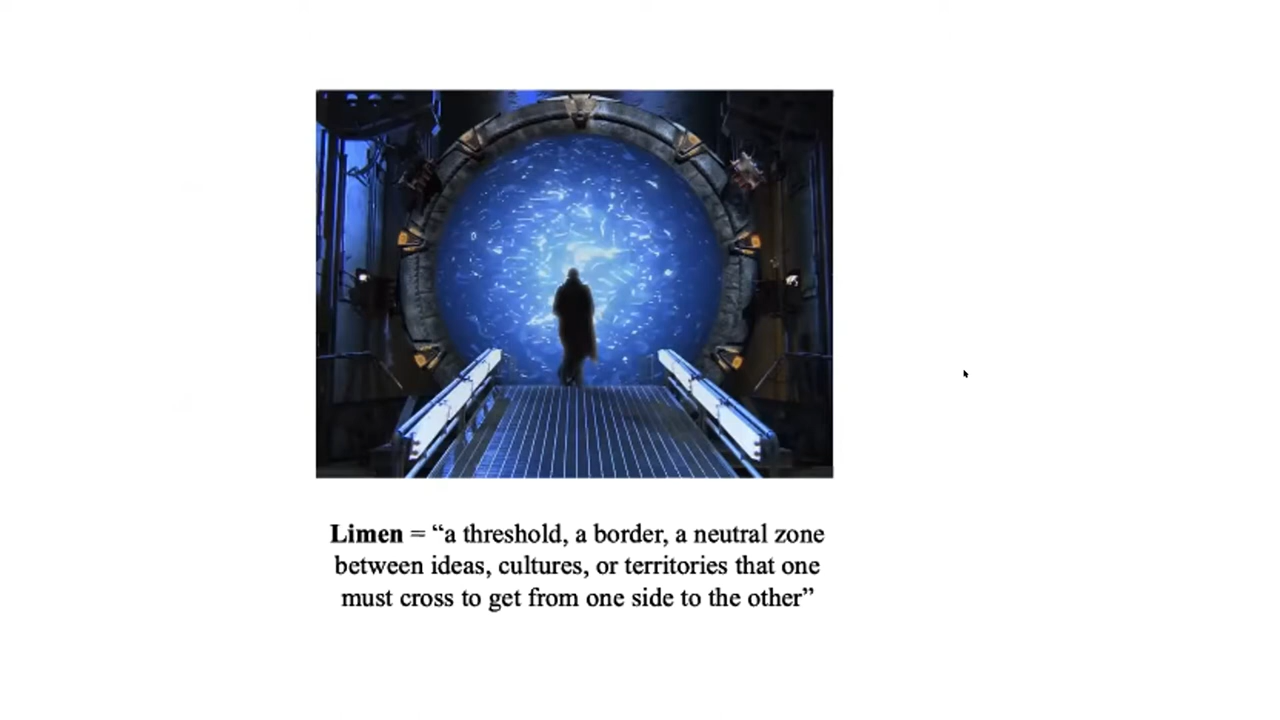 Limen = “a threshold, a border, a neutral zone
between ideas, cultures, or territories that one
must cross to get from one side to the other”